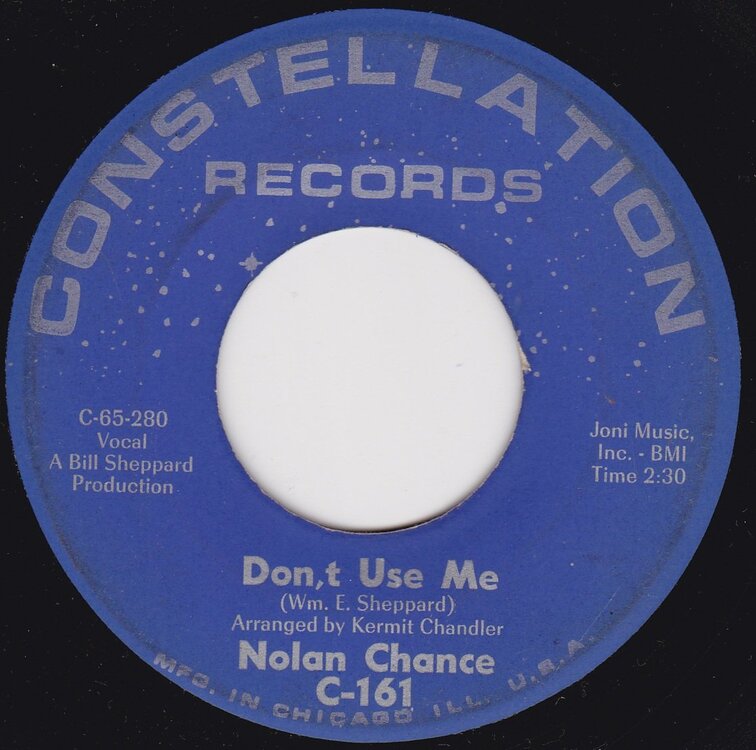 CONSTELLATION
RECORDS
C-65-280
Vocal
A Bill Sheppard
Production
Joni Music,
Inc. - BMI
Time 2:30
Don,t Use Me
(Wm. E. Sheppard)
Arranged by Kermit Chandler
Nolan Chance
C-161
MFG. IN CHICAGO ILL. U.S.A.